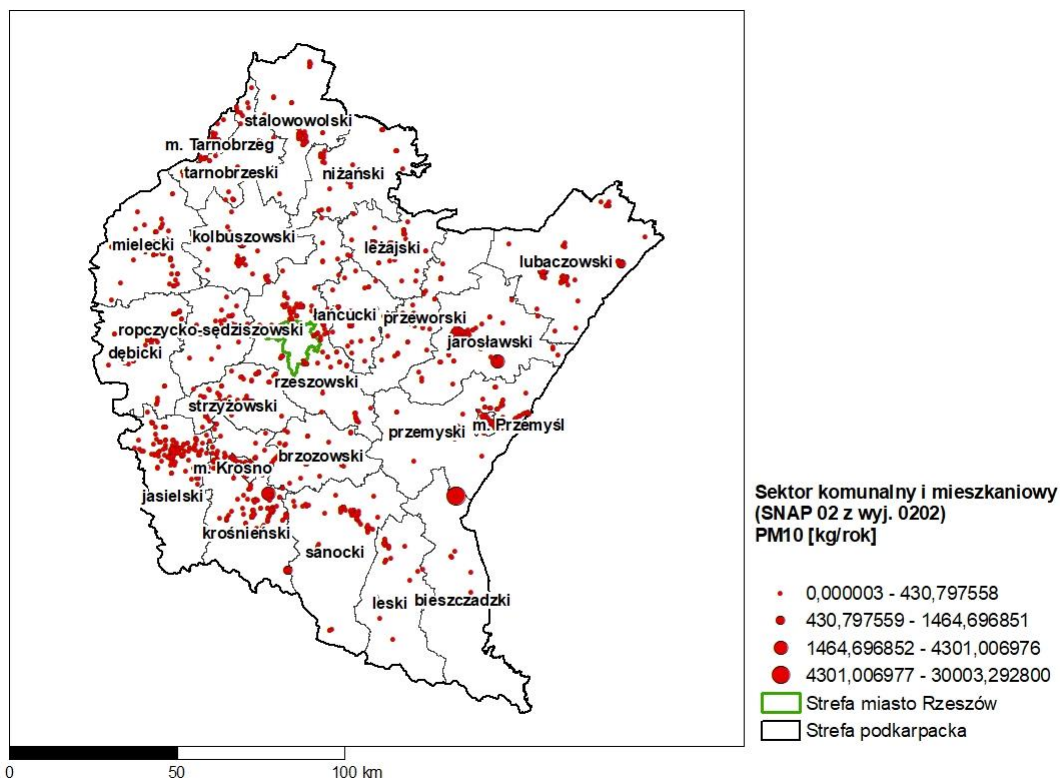 stalowowolski
m. Tarnobrzeg
tarnobrzeski
niżański
mielecki
kolbuszowski
leżajski
lubaczowski
ropczycko-sędziszowski
łańcucki
przeworski
dębicki
jarosławski
rzeszowski
strzyżowski
przemyski
m. Przemyśl
m. Krosno
brzozowski
jasielski
krośnieński
sanocki
leski
bieszczadzki
Sektor komunalny i mieszkaniowy
(SNAP 02 z wyj. 0202)
PM10 [kg/rok]
0,000003 - 430,797558
430,797559 - 1464,696851
1464,696852 - 4301,006976
4301,006977 - 30003,292800
Strefa miasto Rzeszów
Strefa podkarpacka
0 50 100 km